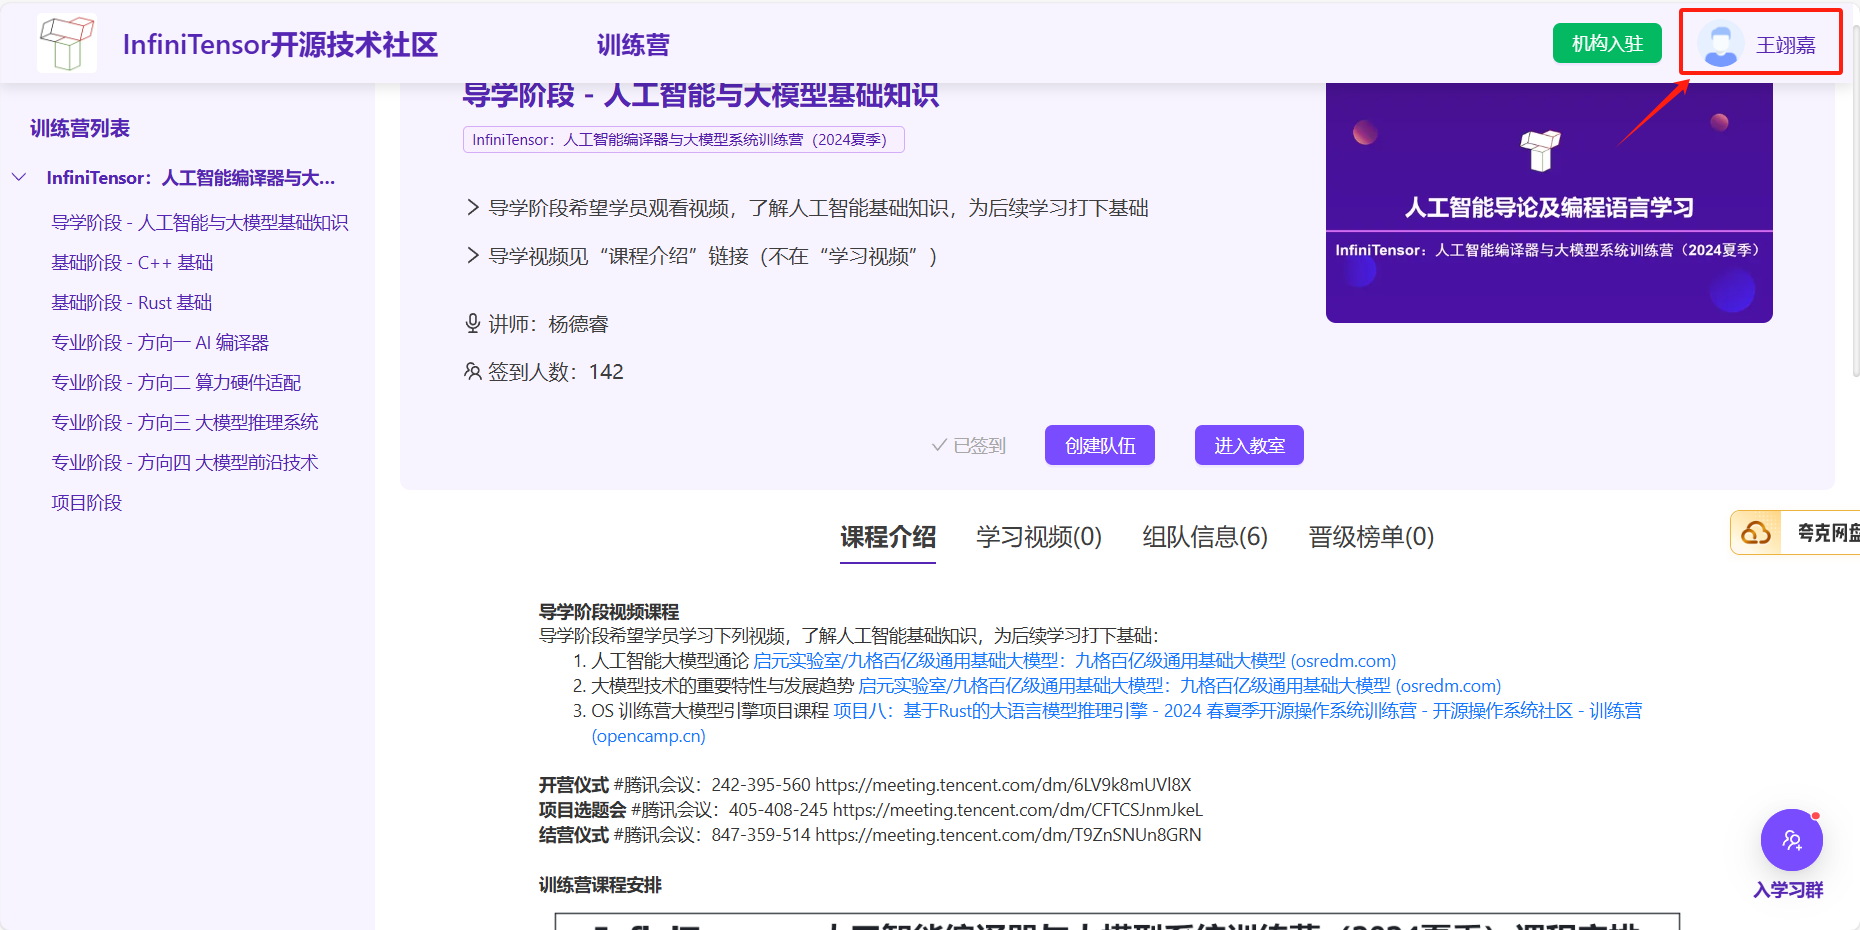 InfiniTensor开源技术社区
训练营
机构入驻
王翊嘉
训练营列表
InfiniTensor：人工智能编译器与大...
导学阶段 - 人工智能与大模型基础知识
基础阶段 - C++ 基础
基础阶段 - Rust 基础
专业阶段 - 方向一 AI 编译器
专业阶段 - 方向二 算力硬件适配
专业阶段 - 方向三 大模型推理系统
专业阶段 - 方向四 大模型前沿技术
项目阶段
导学阶段 - 人工智能与大模型基础知识
InfiniTensor：人工智能编译器与大模型系统训练营（2024夏季）
导学阶段希望学员观看视频，了解人工智能基础知识，为后续学习打下基础
导学视频见“课程介绍”链接（不在“学习视频”）
讲师：杨德睿
签到人数：142
已签到
创建队伍
进入教室
人工智能导论及编程语言学习
InfiniTensor：人工智能编译器与大模型系统训练营（2024夏季）
课程介绍
学习视频(0)
组队信息(6)
晋级榜单(0)
夸克网盘
导学阶段视频课程
导学阶段希望学员学习下列视频，了解人工智能基础知识，为后续学习打下基础：
1. 人工智能大模型通论 启元实验室/九格百亿级通用基础大模型：九格百亿级通用基础大模型 (osredm.com)
2. 大模型技术的重要特性与发展趋势 启元实验室/九格百亿级通用基础大模型：九格百亿级通用基础大模型 (osredm.com)
3. OS 训练营大模型引擎项目课程 项目八：基于Rust的大语言模型推理引擎 - 2024 春夏季开源操作系统训练营 - 开源操作系统社区 - 训练营
(opencamp.cn)
开营仪式 #腾讯会议：242-395-560 https://meeting.tencent.com/dm/6LV9k8mUVl8X
项目选题会 #腾讯会议：405-408-245 https://meeting.tencent.com/dm/CFTCSJnmJkeL
结营仪式 #腾讯会议：847-359-514 https://meeting.tencent.com/dm/T9ZnSNUn8GRN
训练营课程安排
InfiniTensor：人工智能编译器与大模型系统训练营（2024夏季）课程安排
入学习群